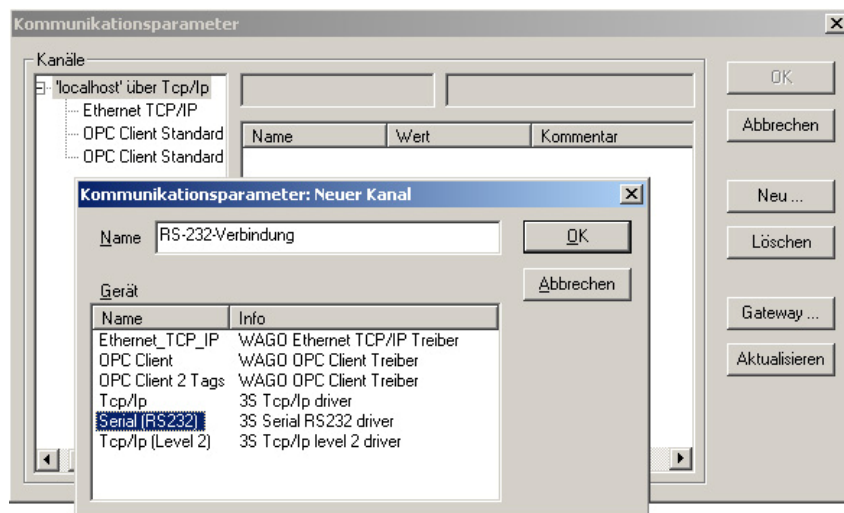 Kommunikationsparameter
Kanäle
'localhost' über Tcp/Ip
Ethernet TCP/IP
OPC Client Standard
OPC Client Standard
Name Wert Kommentar
OK
Abbrechen
Neu ...
Löschen
Gateway ...
Aktualisieren
Kommunikationsparameter: Neuer Kanal
Name RS-232-Verbindung
OK
Abbrechen
Gerät
Name Info
Ethernet_TCP_IP WAGO Ethernet TCP/IP Treiber
OPC Client WAGO OPC Client Treiber
OPC Client 2 Tags WAGO OPC Client Treiber
Tcp/Ip 3S Tcp/Ip driver
Serial (RS232) 3S Serial RS232 driver
Tcp/Ip (Level 2) 3S Tcp/Ip level 2 driver